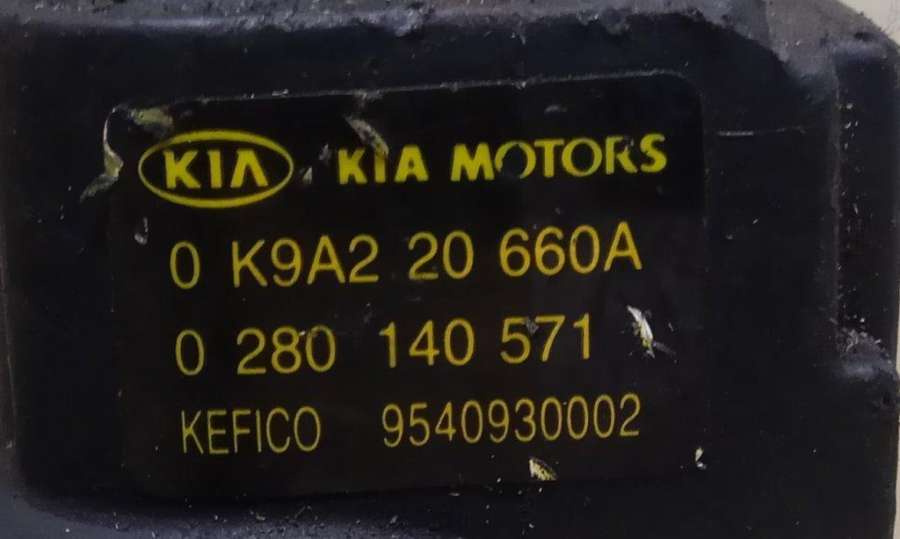 KIA KIA MOTORS
0 K9A2 20 660A
0 280 140 571
KEFICO 9540930002